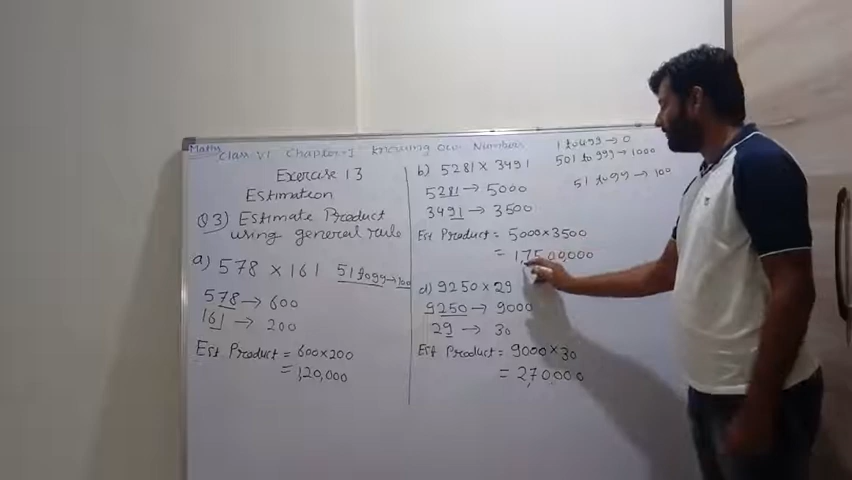 Maths
Class VI Chapter-1 Knowing our Numbers
Exercise 1.3
Estimation
Q3) Estimate Product
using general rule
a) 578 × 161
51 to 99 → 100
578 → 600
161 → 200
Est Product = 600×200
= 1,20,000
b) 5281 × 3491
5281 → 5000
3491 → 3500
Est Product = 5000×3500
= 1,75,00,000
d) 9250 × 29
9250 → 9000
29 → 30
Est Product = 9000×30
= 2,70,000
1 to 499 → 0
501 to 999 → 1000
51 to 99 → 100